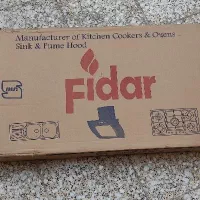 Manufacturer of Kitchen Cookers & Ovens -
Sink & Fume Hood
Fidar